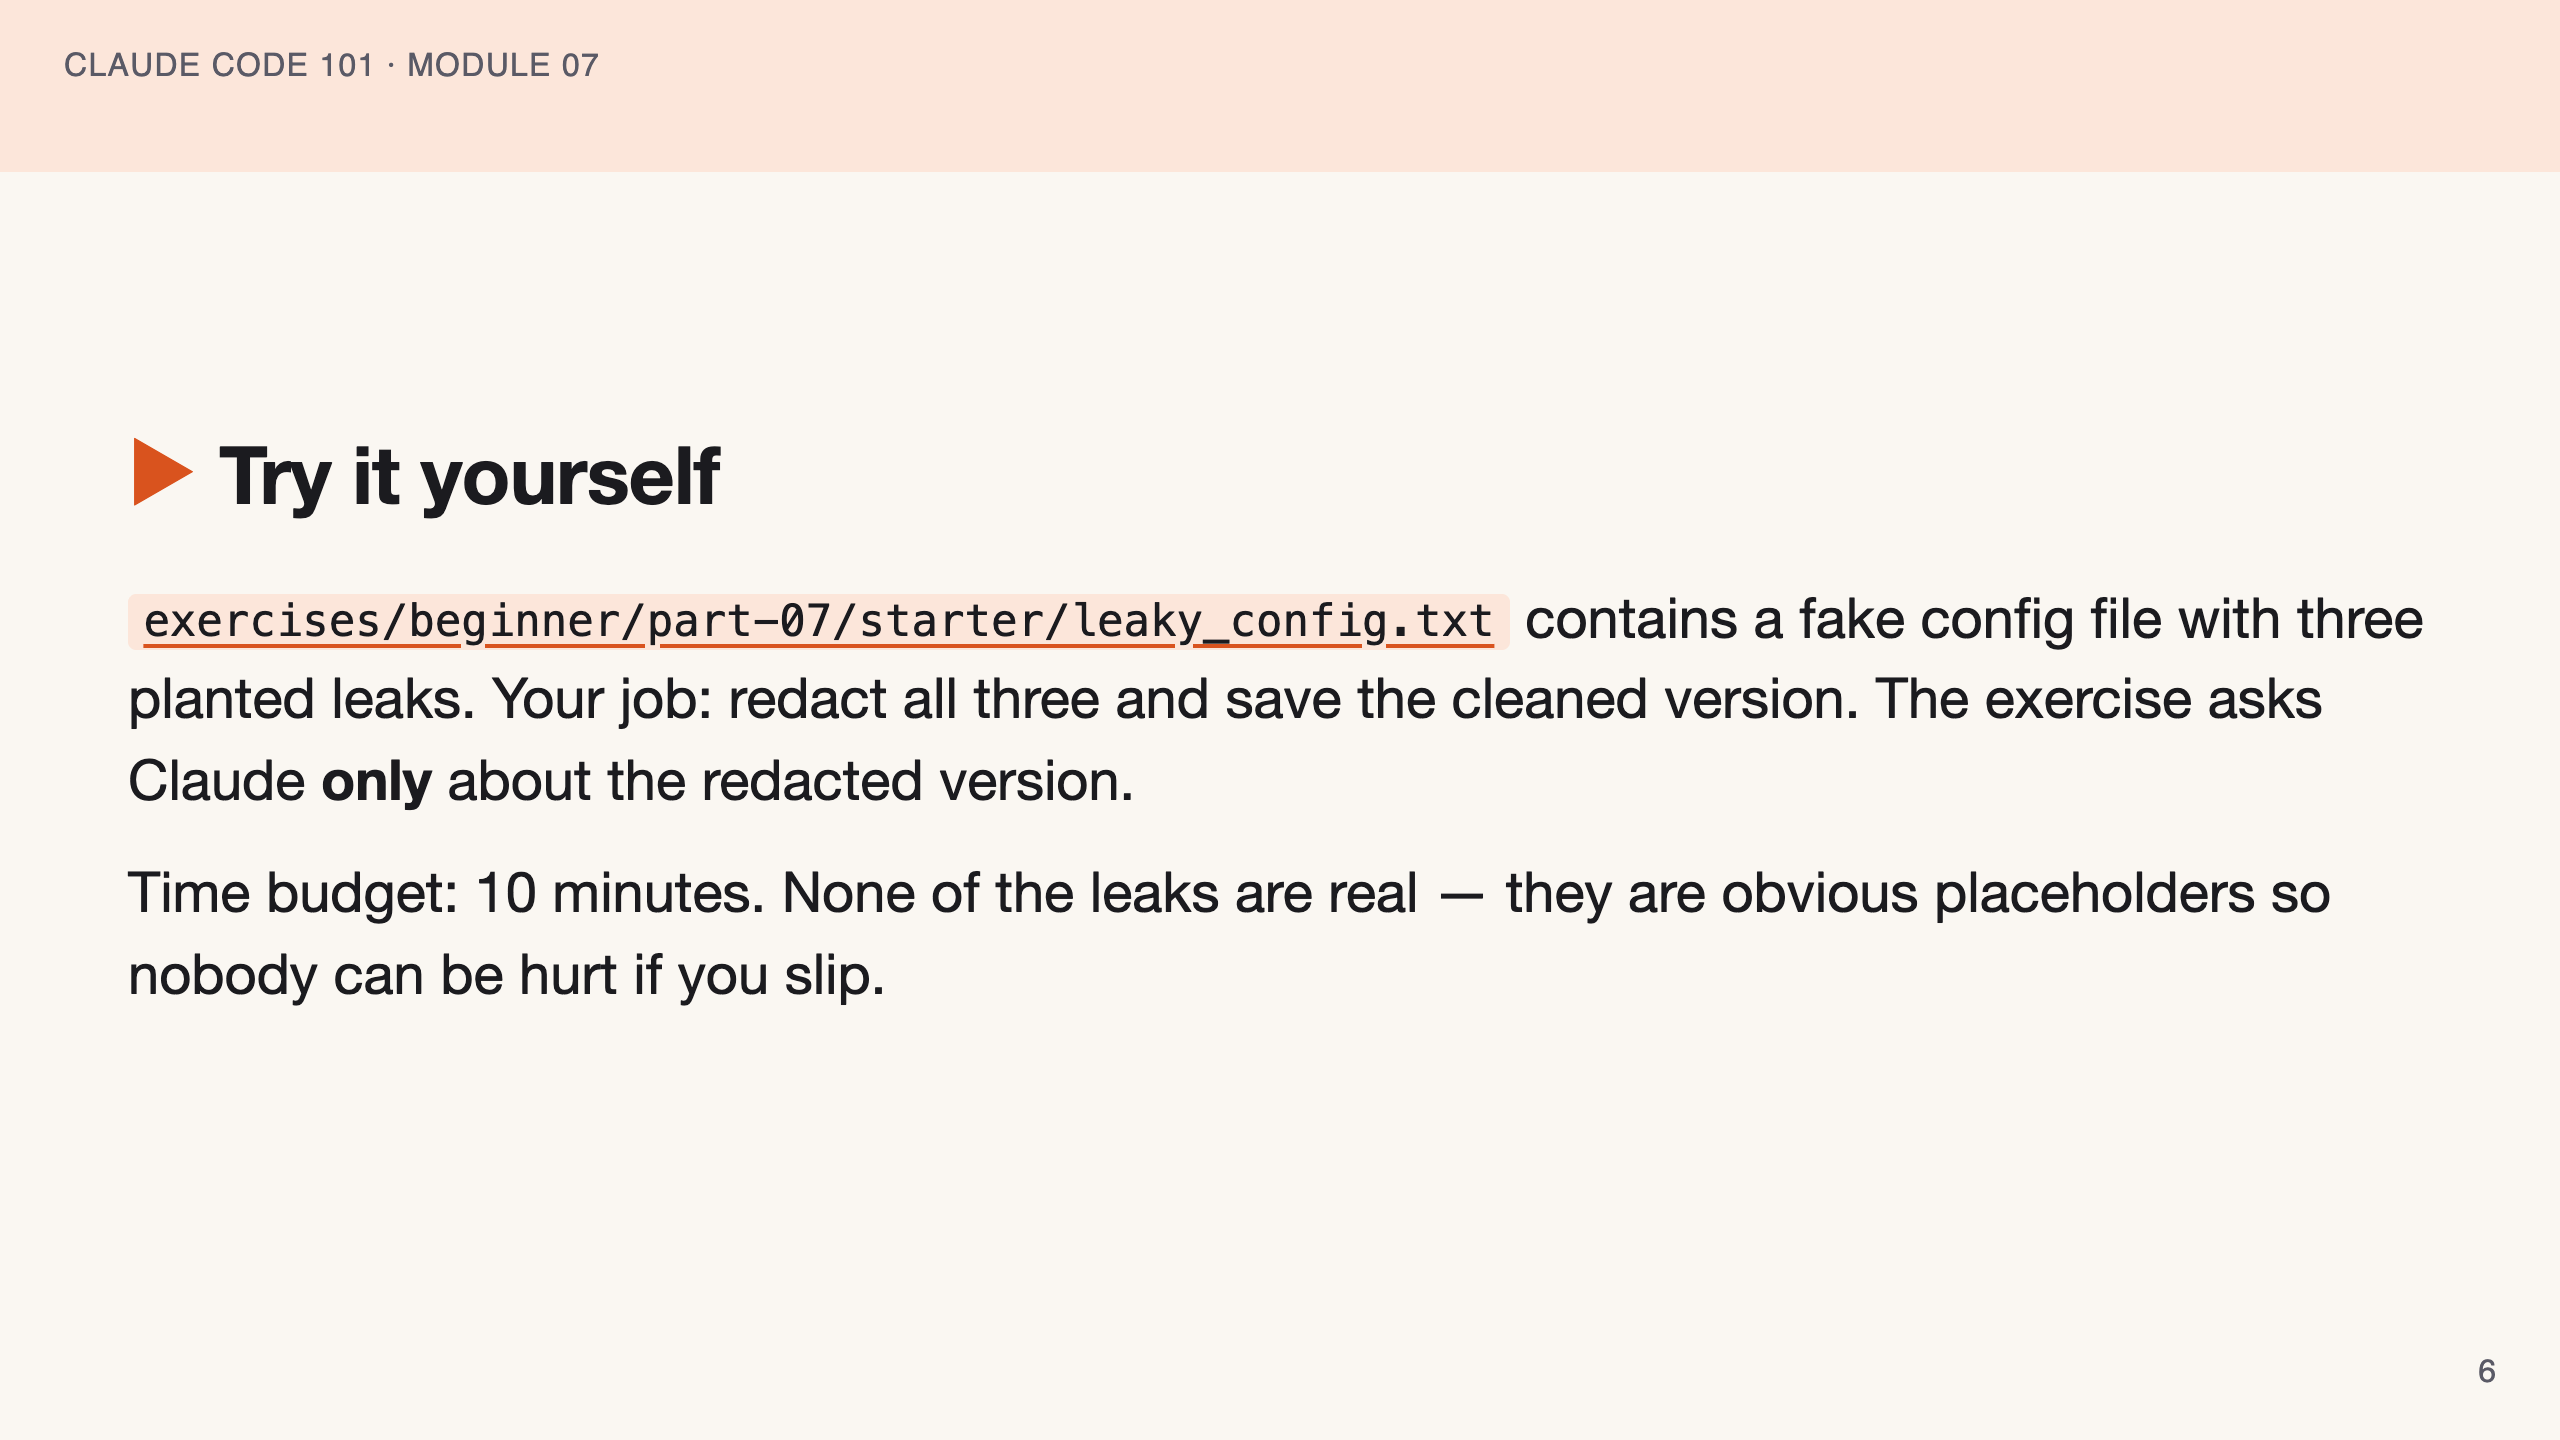 CLAUDE CODE 101 · MODULE 07
Try it yourself
exercises/beginner/part-07/starter/leaky_config.txt contains a fake config file with three
planted leaks. Your job: redact all three and save the cleaned version. The exercise asks
Claude only about the redacted version.
Time budget: 10 minutes. None of the leaks are real — they are obvious placeholders so
nobody can be hurt if you slip.
6